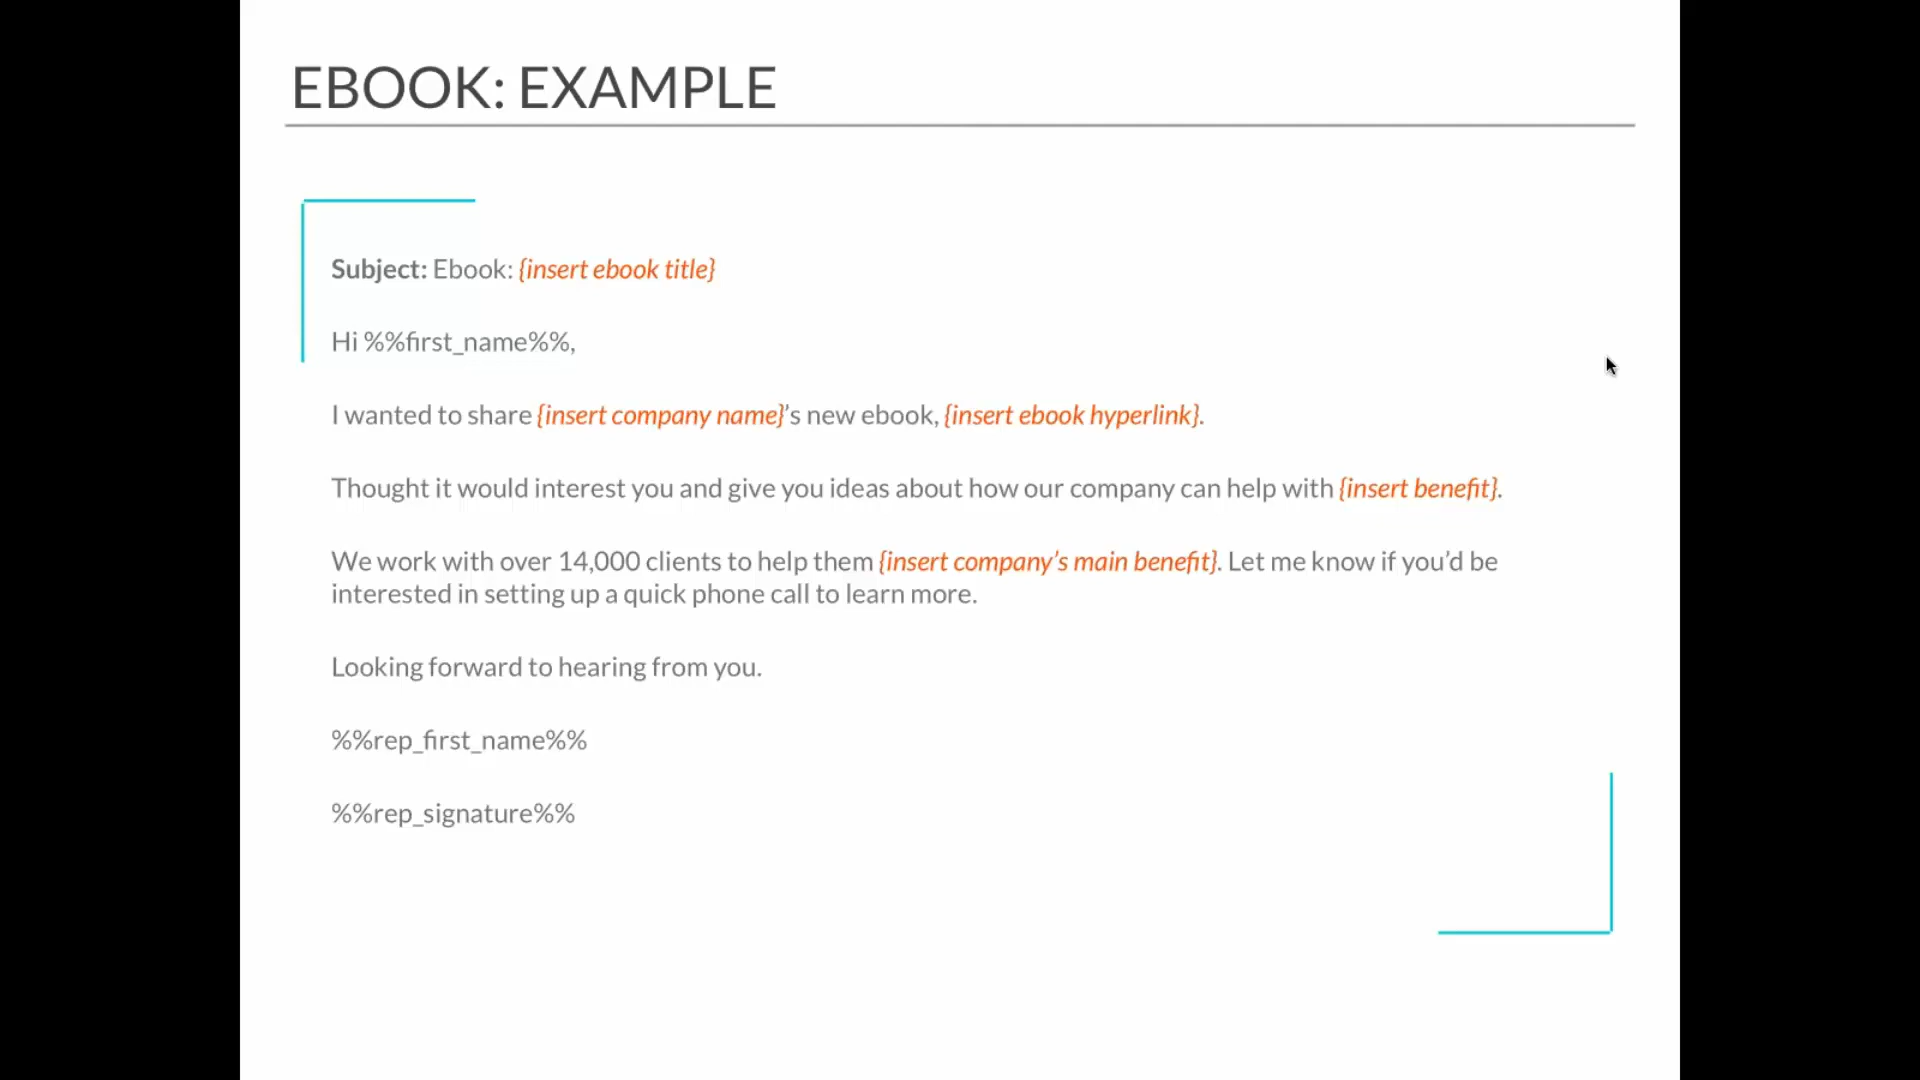 EBOOK: EXAMPLE
Subject: Ebook: {insert ebook title}
Hi %%first_name%%,
I wanted to share {insert company name}’s new ebook, {insert ebook hyperlink}.
Thought it would interest you and give you ideas about how our company can help with {insert benefit}.
We work with over 14,000 clients to help them {insert company’s main benefit}. Let me know if you’d be
interested in setting up a quick phone call to learn more.
Looking forward to hearing from you.
%%rep_first_name%%
%%rep_signature%%